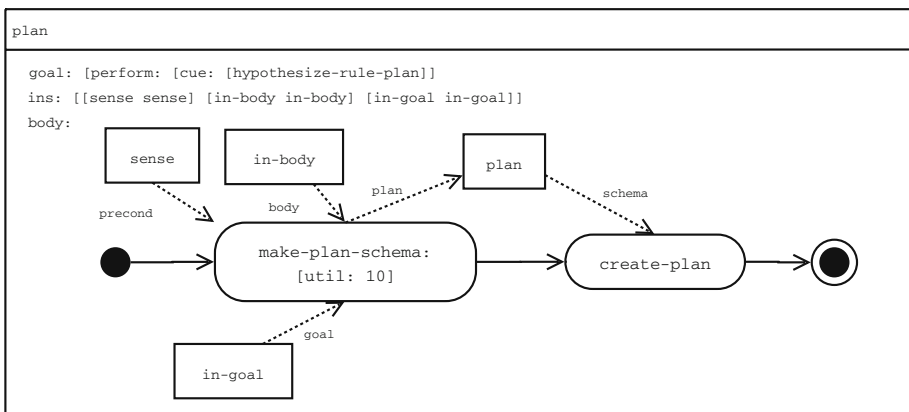 plan
goal: [perform: [cue: [hypothesize-rule-plan]]
ins: [[sense sense] [in-body in-body] [in-goal in-goal]]
body:
sense
in-body
plan
plan
schema
precond
body
make-plan-schema:
[util: 10]
create-plan
goal
in-goal